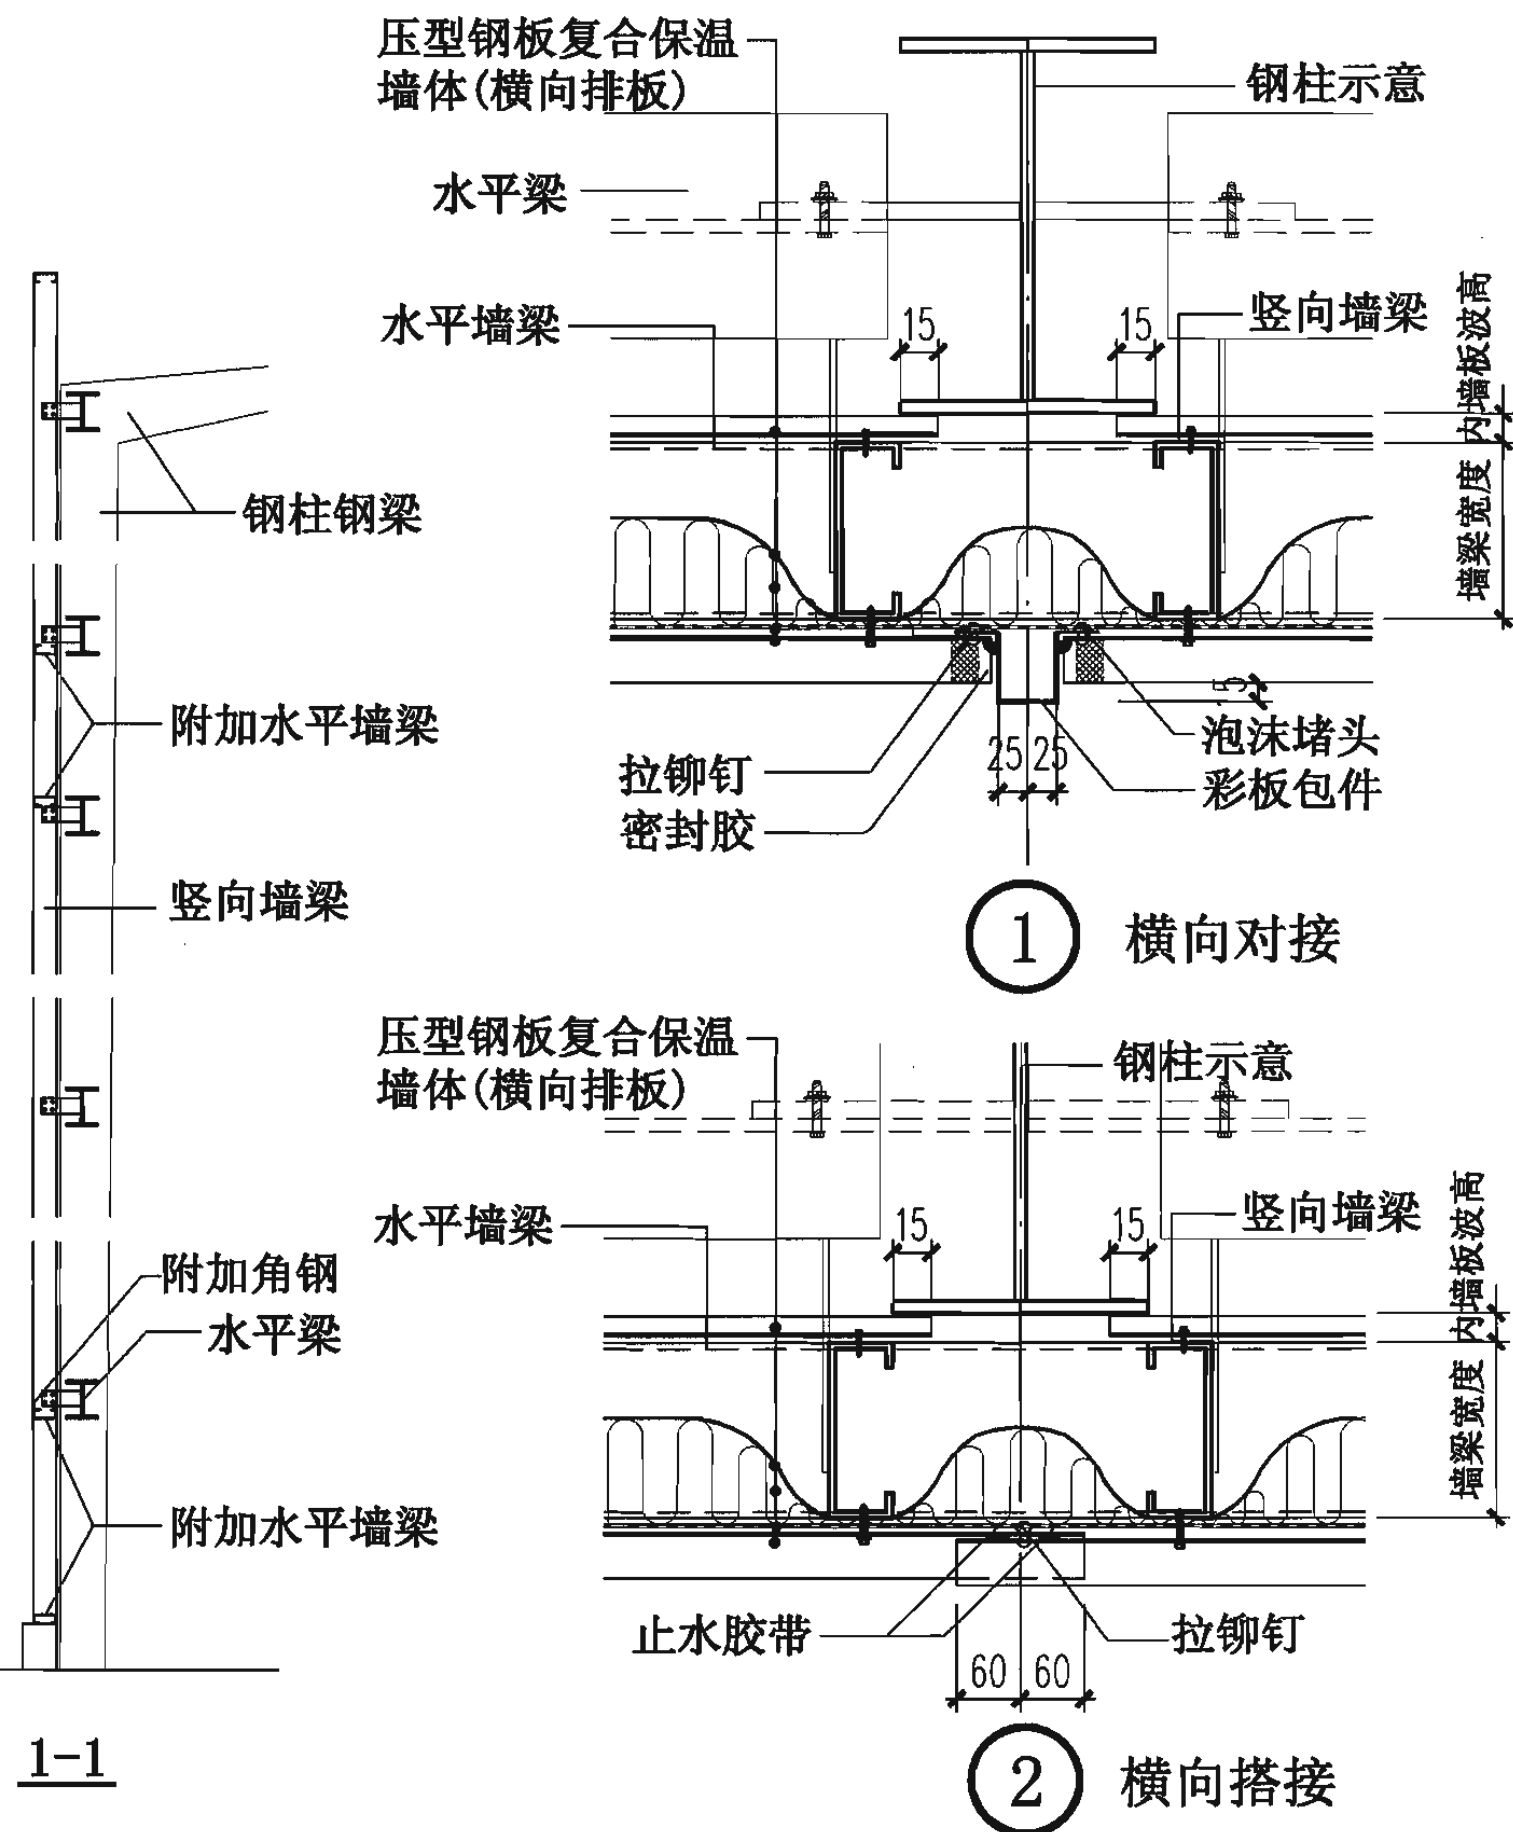 压型钢板复合保温
墙体(横向排板)
钢柱示意
水平梁
水平墙梁
15
15
竖向墙梁
内墙板波高
墙梁宽度
5
25
25
泡沫堵头
拉铆钉
彩板包件
密封胶
1 横向对接
钢柱钢梁
附加水平墙梁
竖向墙梁
附加角钢
水平梁
附加水平墙梁
1-1
压型钢板复合保温
墙体(横向排板)
钢柱示意
水平墙梁
15
15
竖向墙梁
内墙板波高
墙梁宽度
止水胶带
拉铆钉
60
60
2 横向搭接